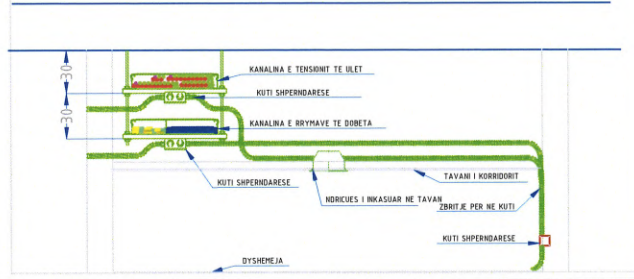 30
KANALINA E TENSIONIT TE ULET
KUTI SHPERNDARESE
30
KANALINA E RRYMAVE TE DOBETA
KUTI SHPERNDARESE
TAVANI I KORRIDORIT
NDRICUES I INKASUAR NE TAVAN
ZBRITJE PER NE KUTI
KUTI SHPERNDARESE
DYSHEMEJA